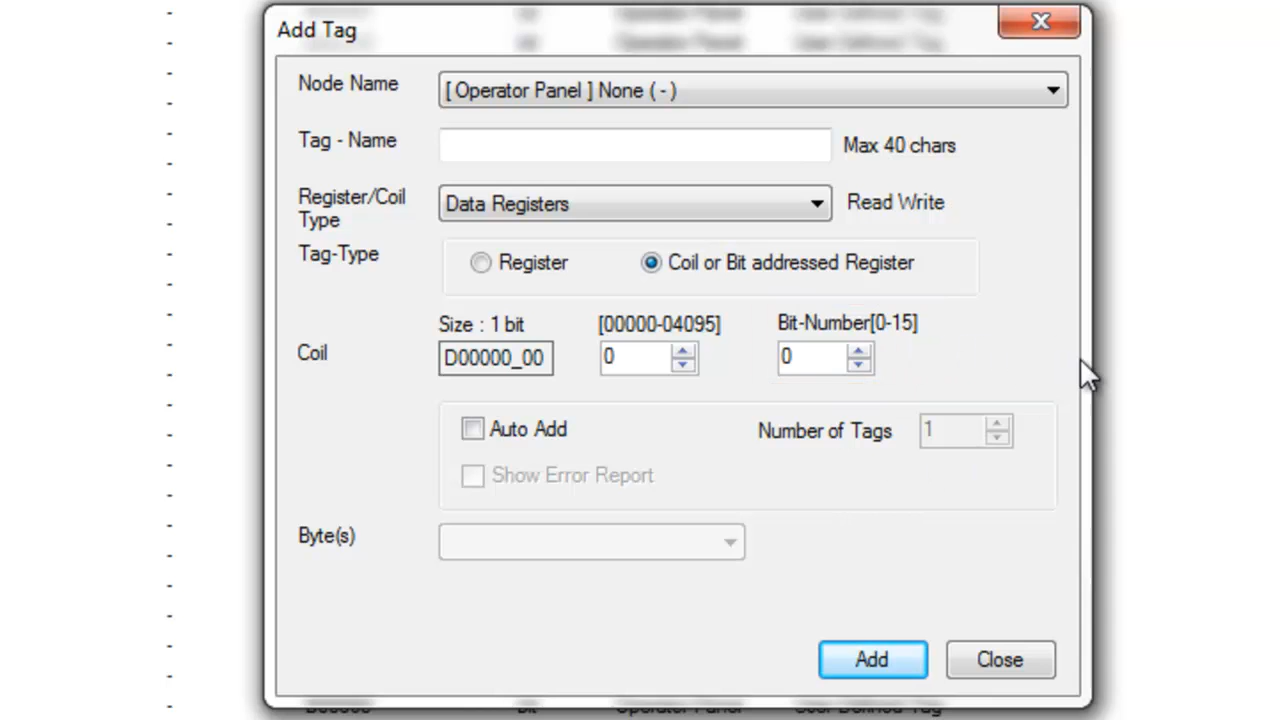 Add Tag
Node Name [ Operator Panel ] None ( - )
Tag - Name Max 40 chars
Register/Coil Type Data Registers Read Write
Tag-Type Register Coil or Bit addressed Register
Size : 1 bit [00000-04095] Bit-Number[0-15]
Coil D00000_00 0 0
Auto Add Number of Tags 1
Show Error Report
Byte(s)
Add Close